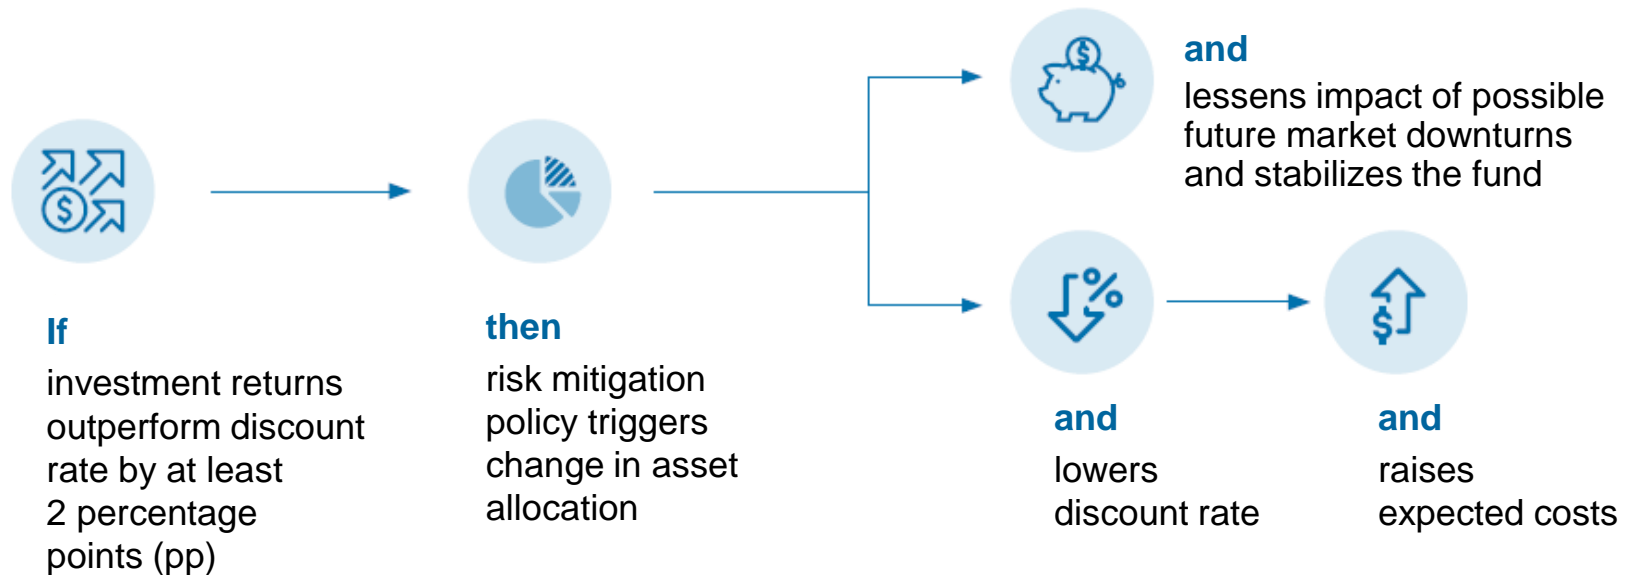 If
investment returns
outperform discount
rate by at least
2 percentage
points (pp)
then
risk mitigation
policy triggers
change in asset
allocation
$
and
lessens impact of possible
future market downturns
and stabilizes the fund
%
and
lowers
discount rate
$
and
raises
expected costs
$